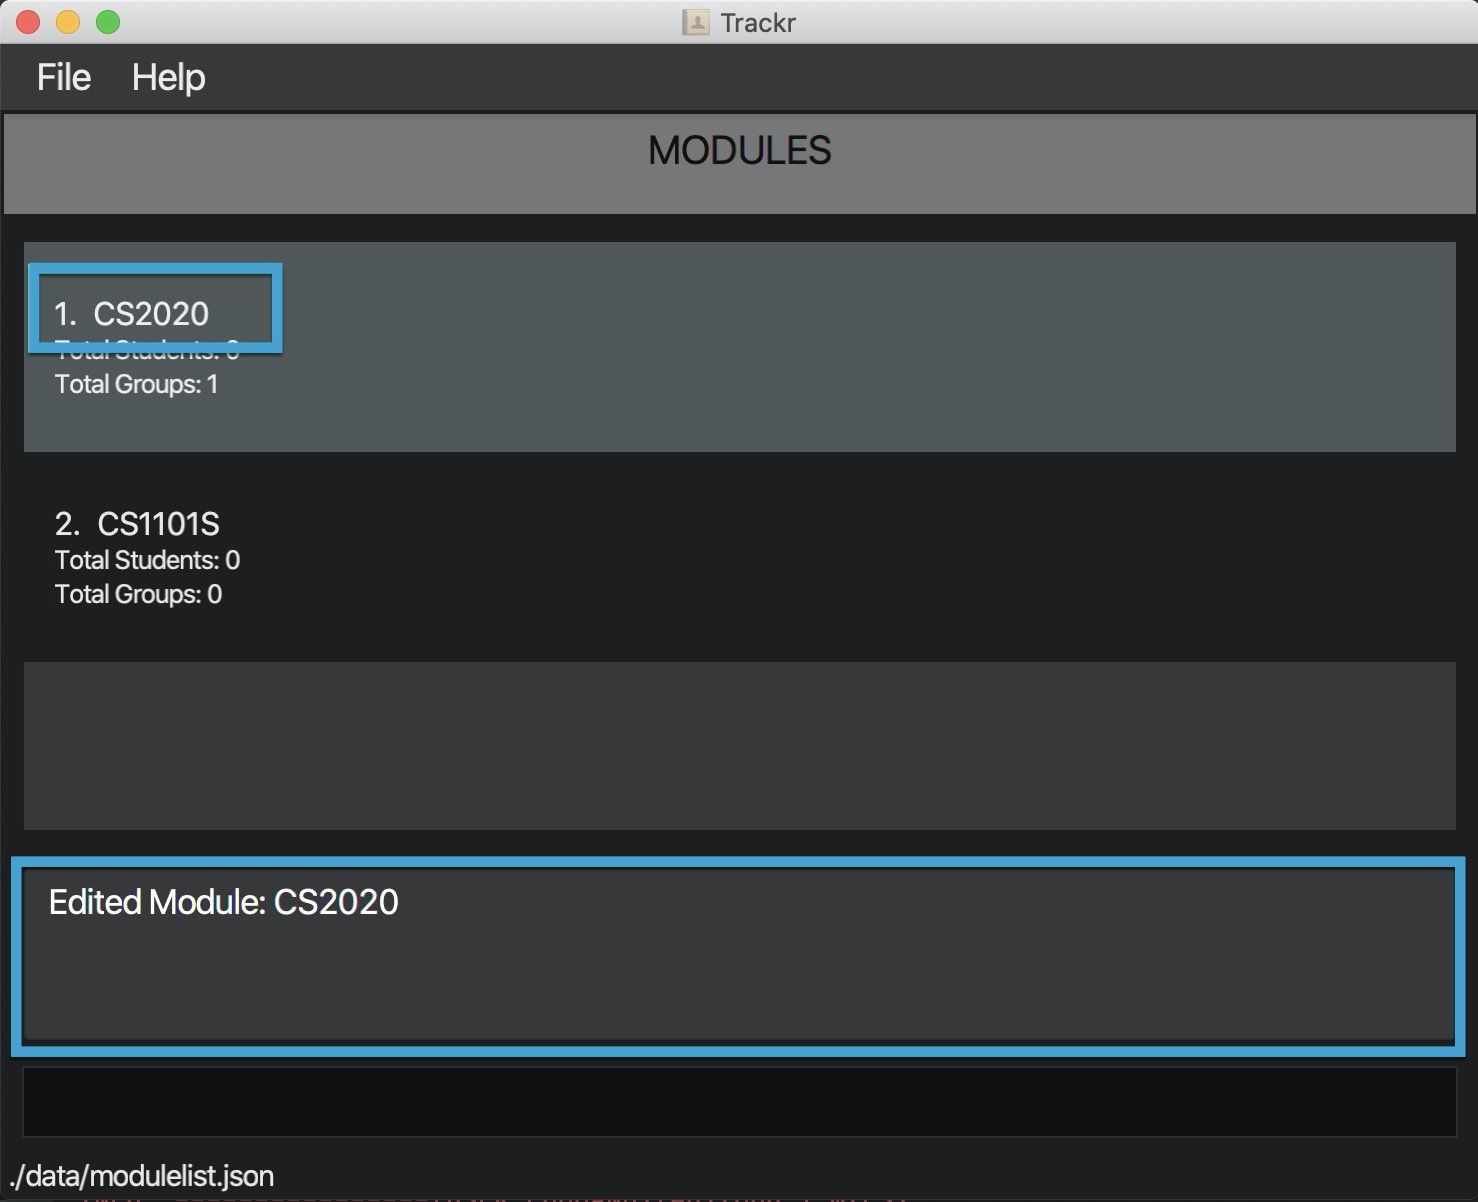 Trackr
File Help
MODULES
1. CS2020
Total Students: 0
Total Groups: 1
2. CS1101S
Total Students: 0
Total Groups: 0
Edited Module: CS2020
./data/modulelist.json